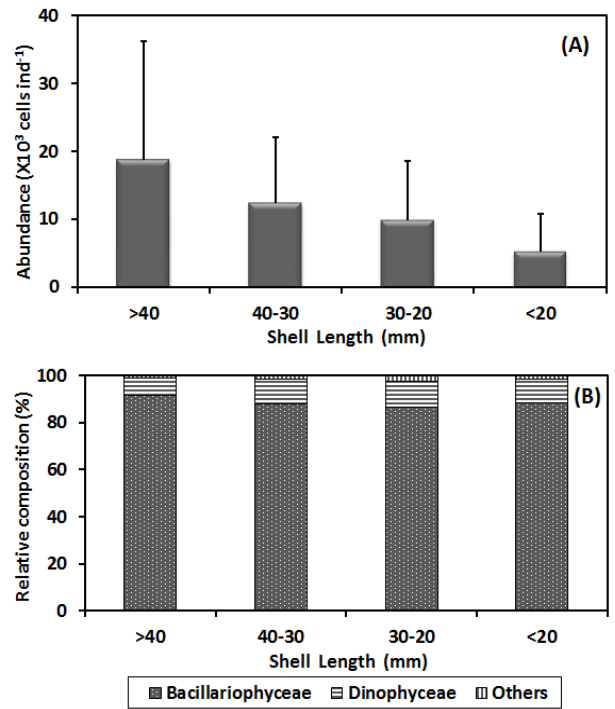 (A)
Abundance (X10³ cells ind⁻¹)
40
30
20
10
0
>40 40-30 30-20 <20
Shell Length (mm)
(B)
Relative composition (%)
100
80
60
40
20
0
>40 40-30 30-20 <20
Shell Length (mm)
Bacillariophyceae Dinophyceae Others